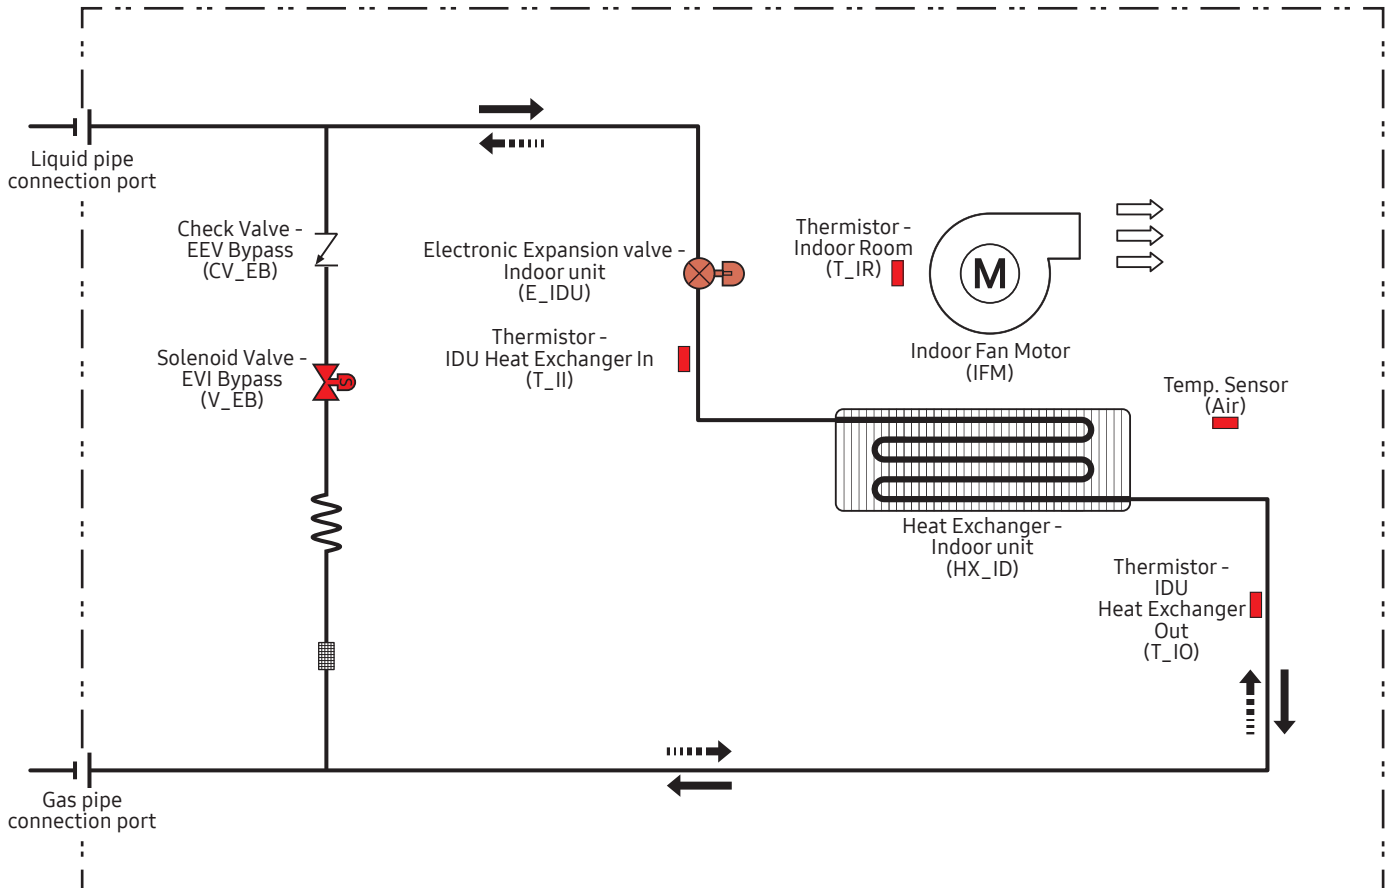 Liquid pipe
connection port
Check Valve -
EEV Bypass
(CV_EB)
Electronic Expansion valve -
Indoor unit
(E_IDU)
Thermistor -
Indoor Room
(T_IR)
M
Indoor Fan Motor
(IFM)
Thermistor -
IDU Heat Exchanger In
(T_II)
Solenoid Valve -
EVI Bypass
(V_EB)
S
Temp. Sensor
(Air)
Heat Exchanger -
Indoor unit
(HX_ID)
Thermistor -
IDU
Heat Exchanger
Out
(T_IO)
Gas pipe
connection port